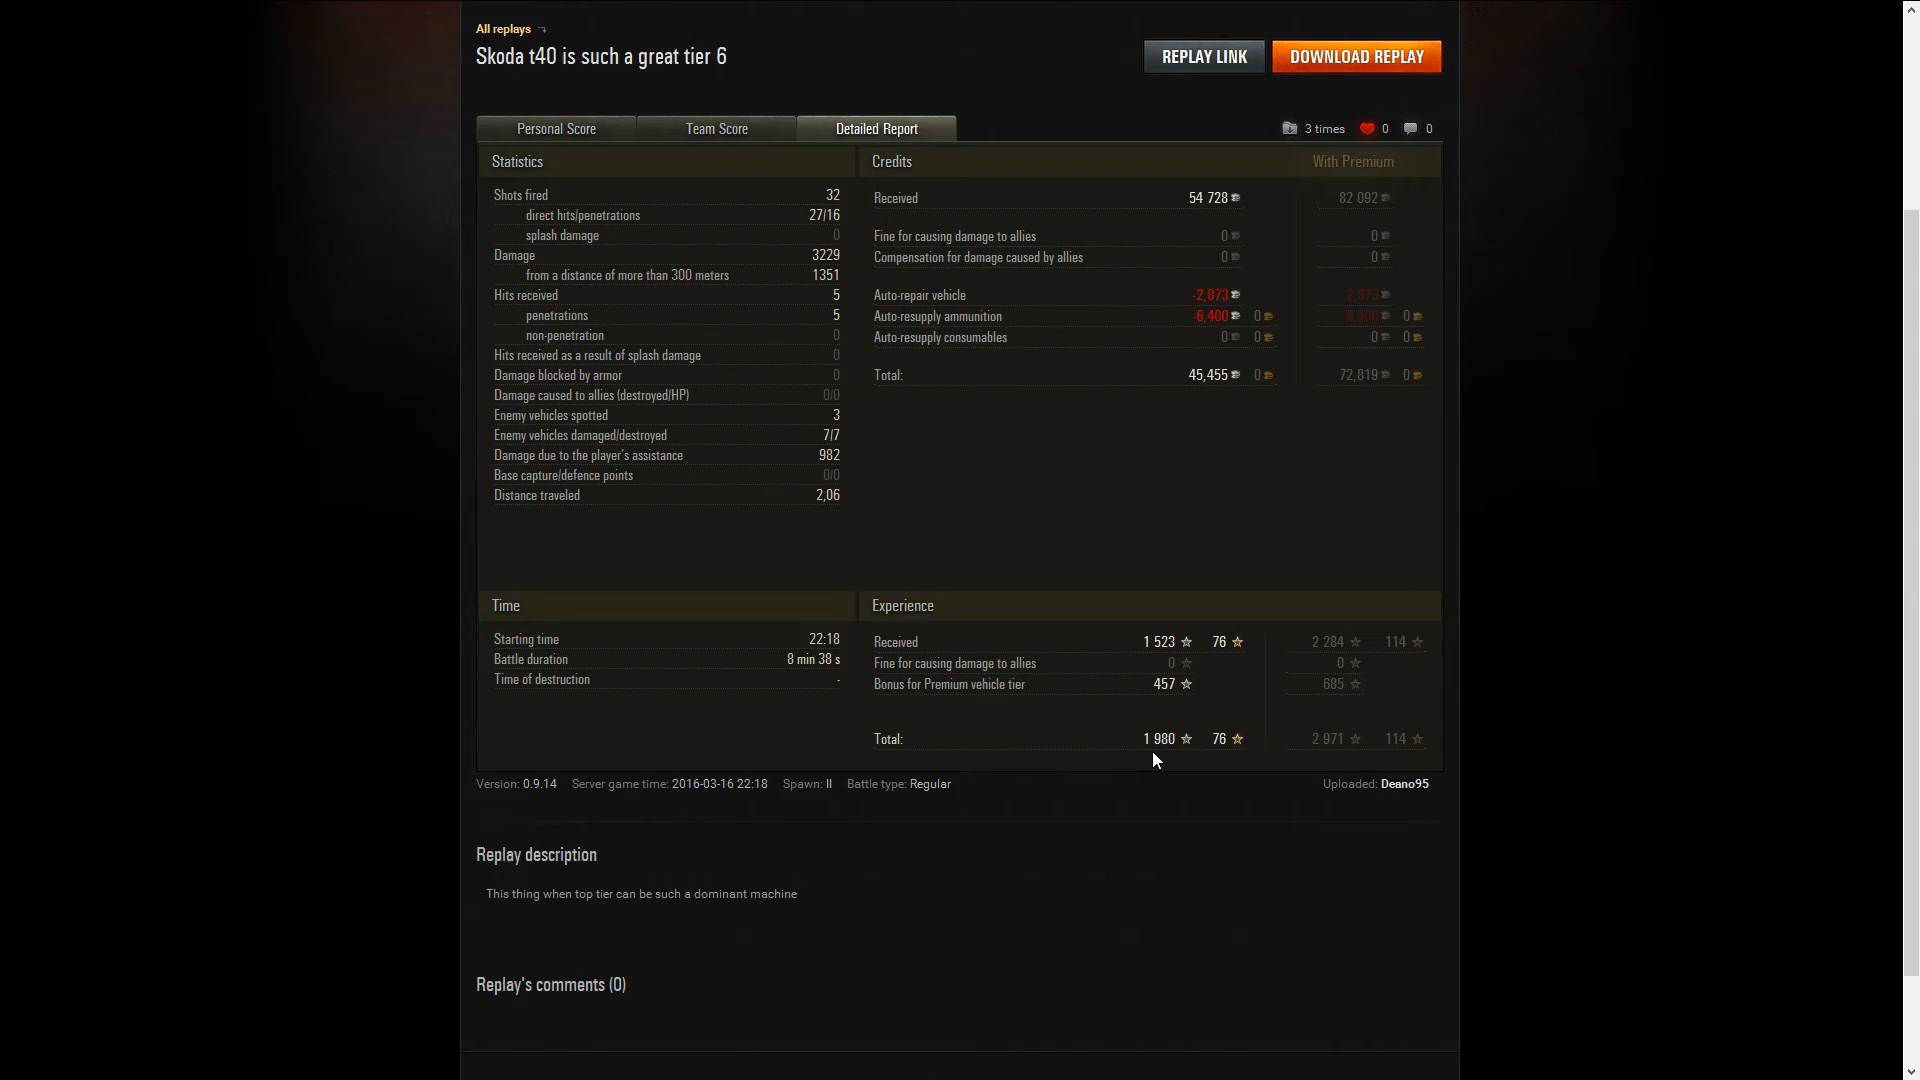 All replays
Skoda t40 is such a great tier 6
REPLAY LINK
DOWNLOAD REPLAY
Personal Score
Team Score
Detailed Report
3 times
0
0
Statistics
Shots fired 32
direct hits/penetrations 27/16
splash damage 0
Damage 3229
from a distance of more than 300 meters 1351
Hits received 5
penetrations 5
non-penetration 0
Hits received as a result of splash damage 0
Damage blocked by armor 0
Damage caused to allies (destroyed/HP) 0/0
Enemy vehicles spotted 3
Enemy vehicles damaged/destroyed 7/7
Damage due to the player's assistance 982
Base capture/defence points 0/0
Distance traveled 2,06
Credits With Premium
Received 54 728 82 092
Fine for causing damage to allies 0 0
Compensation for damage caused by allies 0 0
Auto-repair vehicle -2,873 2,873
Auto-resupply ammunition -6,400 0 6,400 0
Auto-resupply consumables 0 0 0 0
Total: 45,455 0 72,819 0
Time
Starting time 22:18
Battle duration 8 min 38 s
Time of destruction -
Experience
Received 1 523 76 2 284 114
Fine for causing damage to allies 0 0
Bonus for Premium vehicle tier 457 685
Total: 1 980 76 2 971 114
Version: 0.9.14 Server game time: 2016-03-16 22:18 Spawn: II Battle type: Regular Uploaded: Deano95
Replay description
This thing when top tier can be such a dominant machine
Replay's comments (0)